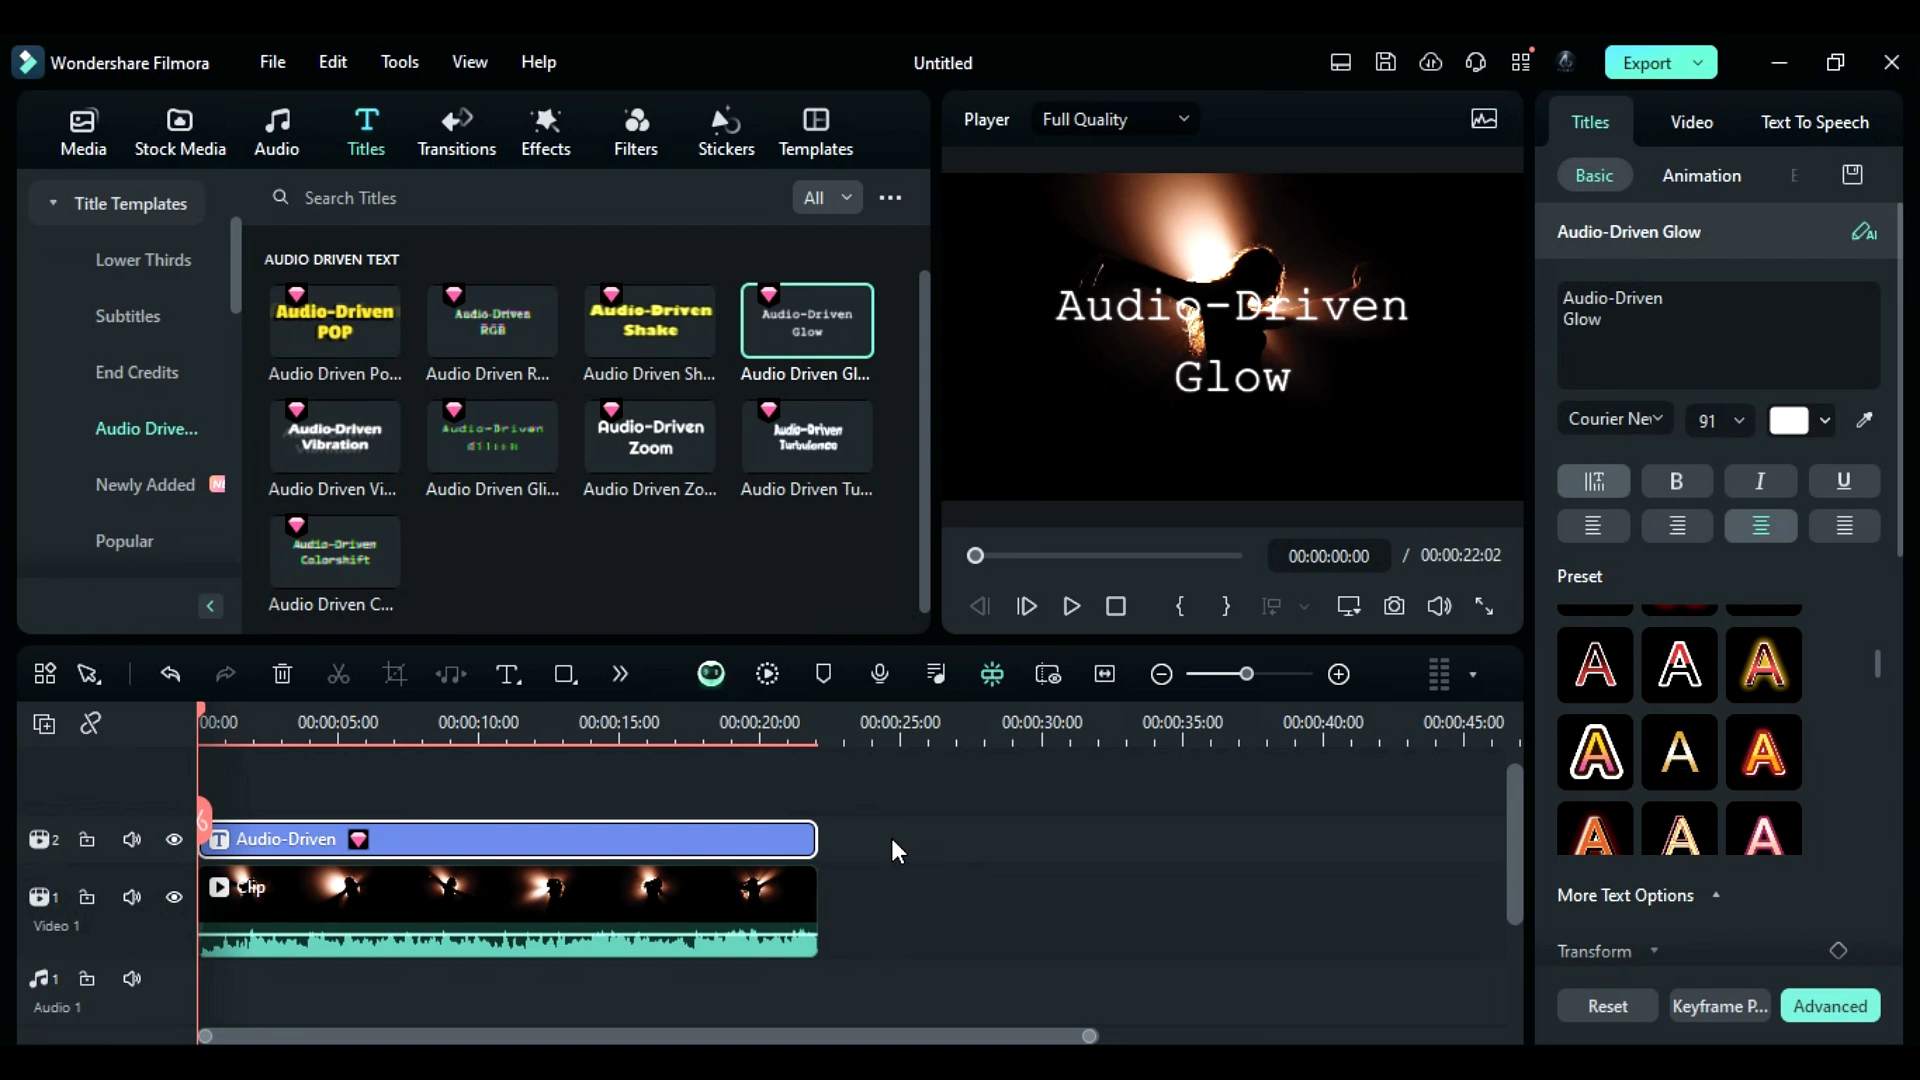 Wondershare Filmora
File Edit Tools View Help
Untitled
Export
Media
Stock Media
Audio
Titles
Transitions
Effects
Filters
Stickers
Templates
Title Templates
Lower Thirds
Subtitles
End Credits
Audio Drive...
Newly Added
Popular
Search Titles
All
AUDIO DRIVEN TEXT
Audio-Driven
POP
Audio Driven Po...
Audio-Driven
RGB
Audio Driven R...
Audio-Driven
Shake
Audio Driven Sh...
Audio-Driven
Glow
Audio Driven Gl...
Audio-Driven
Vibration
Audio Driven Vi...
Audio-Driven
Audio Driven Gli...
Audio-Driven
Zoom
Audio Driven Zo...
Audio-Driven
Turbulence
Audio Driven Tu...
Audio-Driven
Colorshift
Audio Driven C...
Player
Full Quality
Audio-Driven
Glow
00:00:00:00 / 00:00:22:02
Titles
Video
Text To Speech
Basic
Animation
Audio-Driven Glow
AI
Audio-Driven
Glow
Courier Ne
91
B I U
Preset
A A A
A A A
A A A
More Text Options
Transform
Reset
Keyframe P...
Advanced
00:00 00:00:05:00 00:00:10:00 00:00:15:00 00:00:20:00 00:00:25:00 00:00:30:00 00:00:35:00 00:00:40:00 00:00:45:00
2
T Audio-Driven
1
Clip
Video 1
1
Audio 1